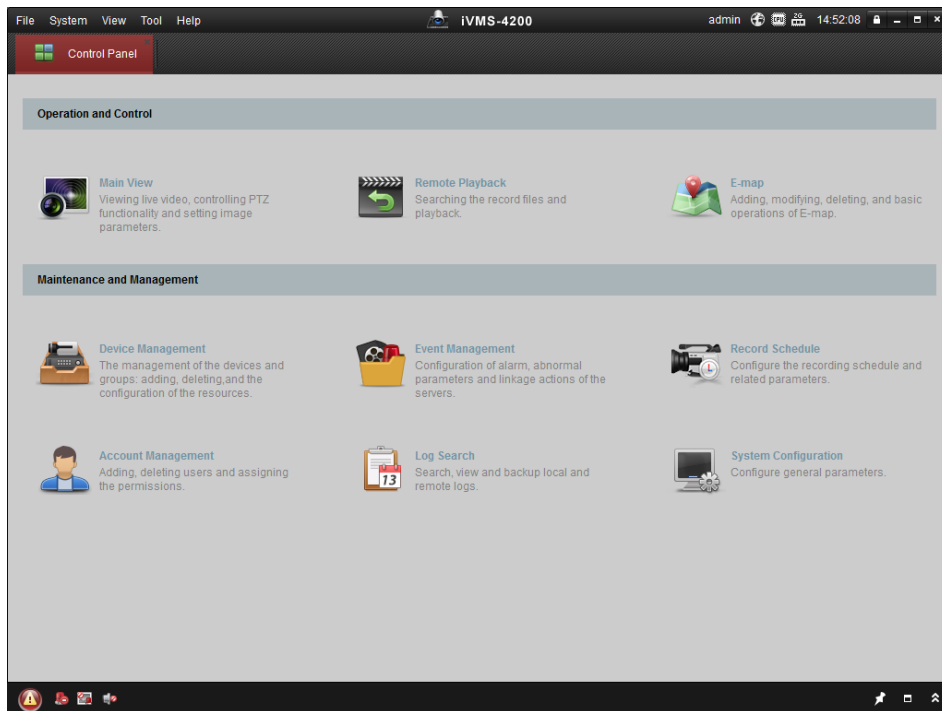 File System View Tool Help iVMS-4200 admin CPU 2G 14:52:08
Control Panel
Operation and Control
Main View
Viewing live video, controlling PTZ
functionality and setting image
parameters.
Remote Playback
Searching the record files and
playback.
E-map
Adding, modifying, deleting, and basic
operations of E-map.
Maintenance and Management
Device Management
The management of the devices and
groups: adding, deleting,and the
configuration of the resources.
Event Management
Configuration of alarm, abnormal
parameters and linkage actions of the
servers.
Record Schedule
Configure the recording schedule and
related parameters.
Account Management
Adding, deleting users and assigning
the permissions.
Log Search
Search, view and backup local and
remote logs.
13
System Configuration
Configure general parameters.